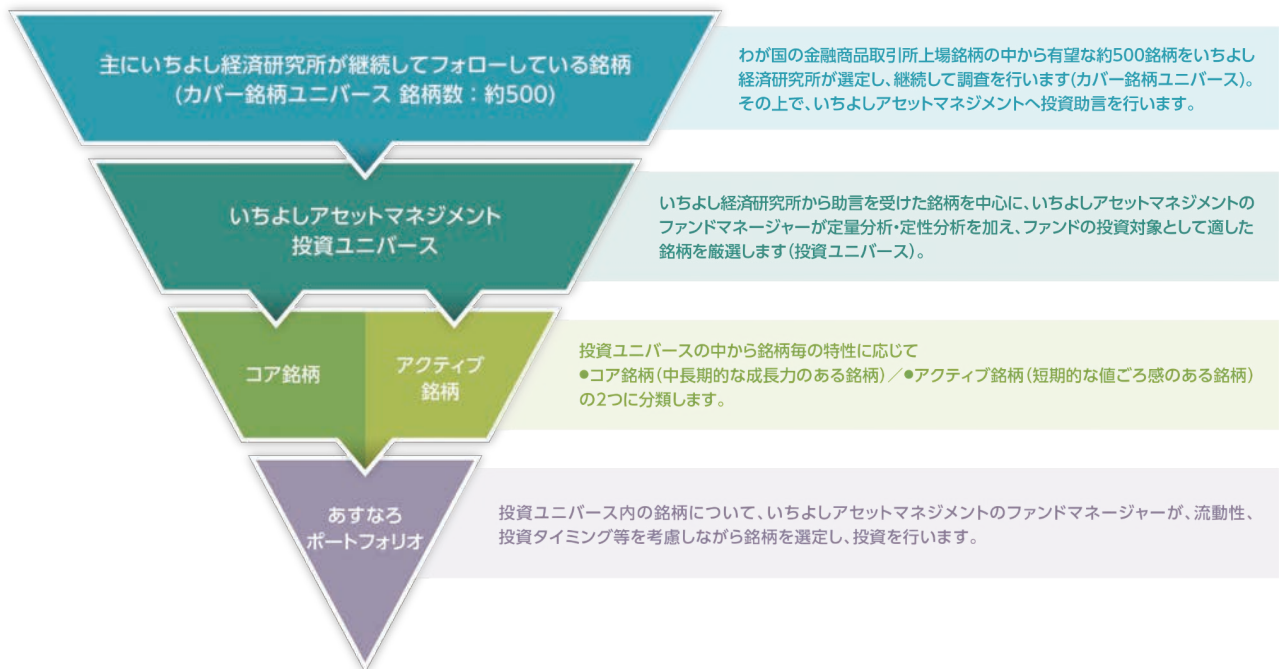 主にいちよし経済研究所が継続してフォローしている銘柄
(カバー銘柄ユニバース 銘柄数：約500)
わが国の金融商品取引所上場銘柄の中から有望な約500銘柄をいちよし
経済研究所が選定し、継続して調査を行います(カバー銘柄ユニバース)。
その上で、いちよしアセットマネジメントへ投資助言を行います。
いちよしアセットマネジメント
投資ユニバース
いちよし経済研究所から助言を受けた銘柄を中心に、いちよしアセットマネジメントの
ファンドマネージャーが定量分析・定性分析を加え、ファンドの投資対象として適した
銘柄を厳選します(投資ユニバース)。
コア銘柄
アクティブ
銘柄
投資ユニバースの中から銘柄毎の特性に応じて
●コア銘柄(中長期的な成長力のある銘柄)／●アクティブ銘柄(短期的な値ごろ感のある銘柄)
の2つに分類します。
あすなろ
ポートフォリオ
投資ユニバース内の銘柄について、いちよしアセットマネジメントのファンドマネージャーが、流動性、
投資タイミング等を考慮しながら銘柄を選定し、投資を行います。